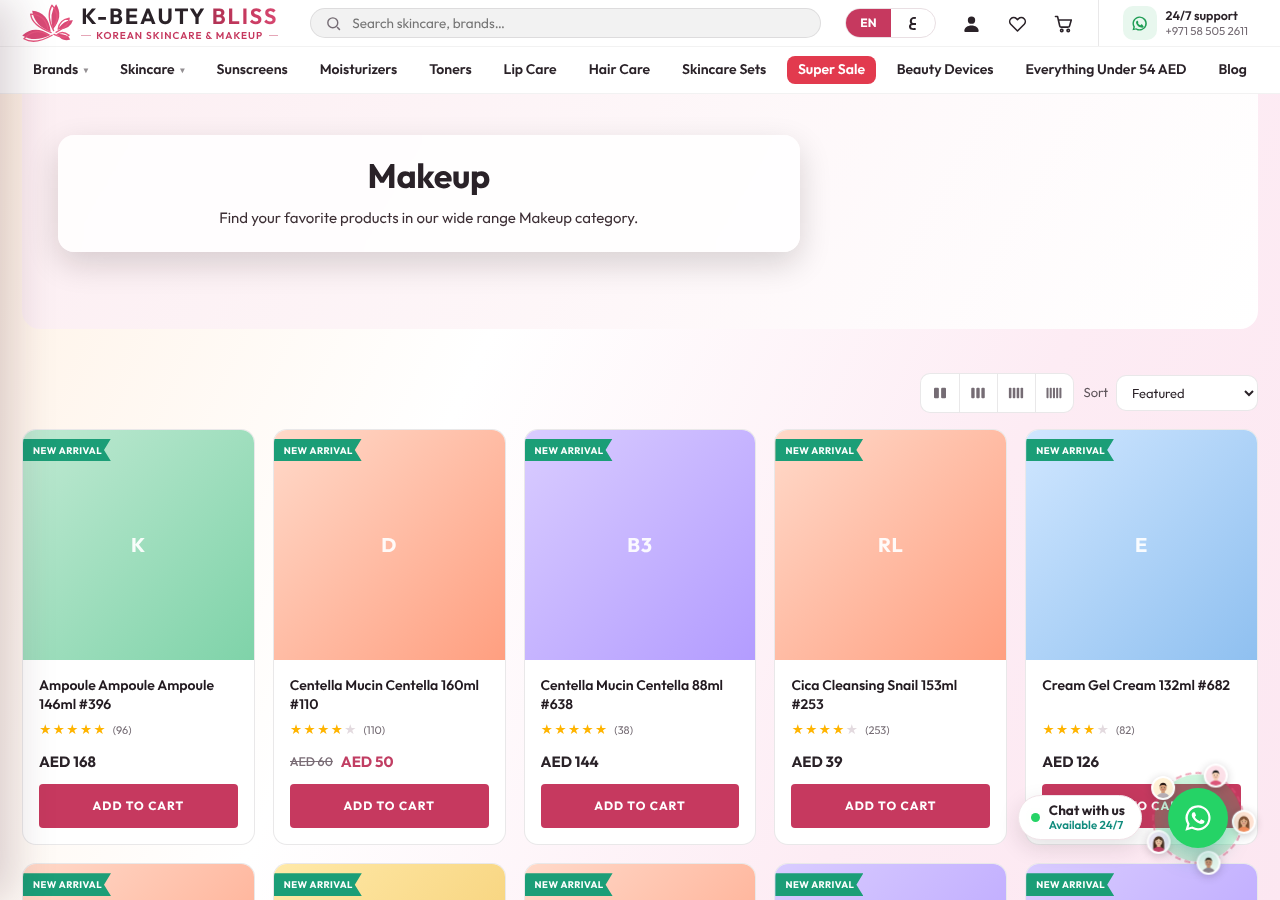 K-BEAUTY BLISS
KOREAN SKINCARE & MAKEUP
Search skincare, brands...
EN
ع
24/7 support
+971 58 505 2611
Brands
Skincare
Sunscreens
Moisturizers
Toners
Lip Care
Hair Care
Skincare Sets
Super Sale
Beauty Devices
Everything Under 54 AED
Blog
Makeup
Find your favorite products in our wide range Makeup category.
Sort
Featured
NEW ARRIVAL
NEW ARRIVAL
NEW ARRIVAL
NEW ARRIVAL
NEW ARRIVAL
K
D
B3
RL
E
Ampoule Ampoule Ampoule
146ml #396
(96)
AED 168
ADD TO CART
Centella Mucin Centella 160ml
#110
(110)
AED 60 AED 50
ADD TO CART
Centella Mucin Centella 88ml
#638
(38)
AED 144
ADD TO CART
Cica Cleansing Snail 153ml
#253
(253)
AED 39
ADD TO CART
Cream Gel Cream 132ml #682
(82)
AED 126
Chat with us
Available 24/7
NEW ARRIVAL
NEW ARRIVAL
NEW ARRIVAL
NEW ARRIVAL
NEW ARRIVAL